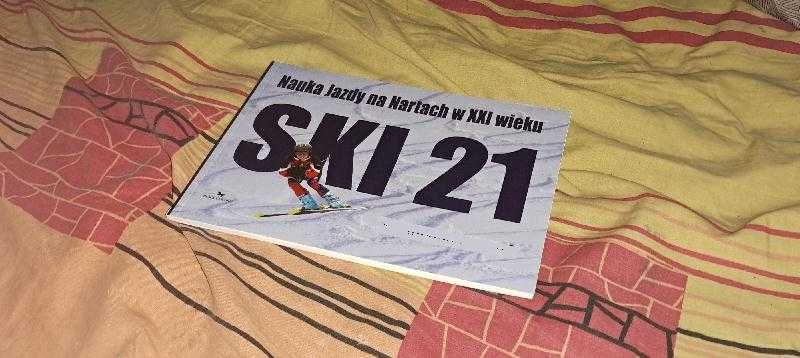 Nauka Jazdy na Nartach w XXI wieku
SKI 21